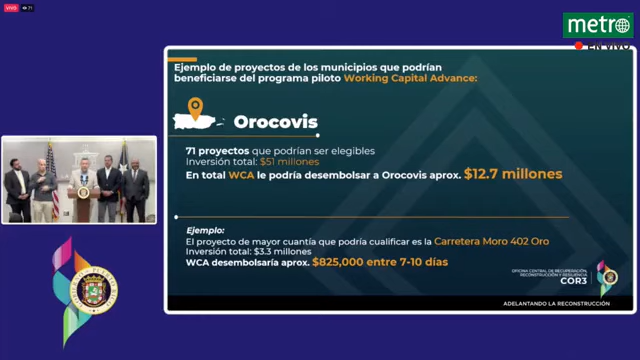 VIVO
71
metro
EN VIVO
Ejemplo de proyectos de los municipios que podrían
beneficiarse del programa piloto Working Capital Advance:
Orocovis
71 proyectos que podrían ser elegibles
Inversión total: $51 millones
En total WCA le podría desembolsar a Orocovis aprox. $12.7 millones
Ejemplo:
El proyecto de mayor cuantía que podría cualificar es la Carretera Moro 402 Oro
Inversión total: $3.3 millones
WCA desembolsaría aprox. $825,000 entre 7-10 días
OFICINA CENTRAL DE RECUPERACIÓN,
RECONSTRUCCIÓN Y RESILIENCIA
COR3
ADELANTANDO LA RECONSTRUCCIÓN